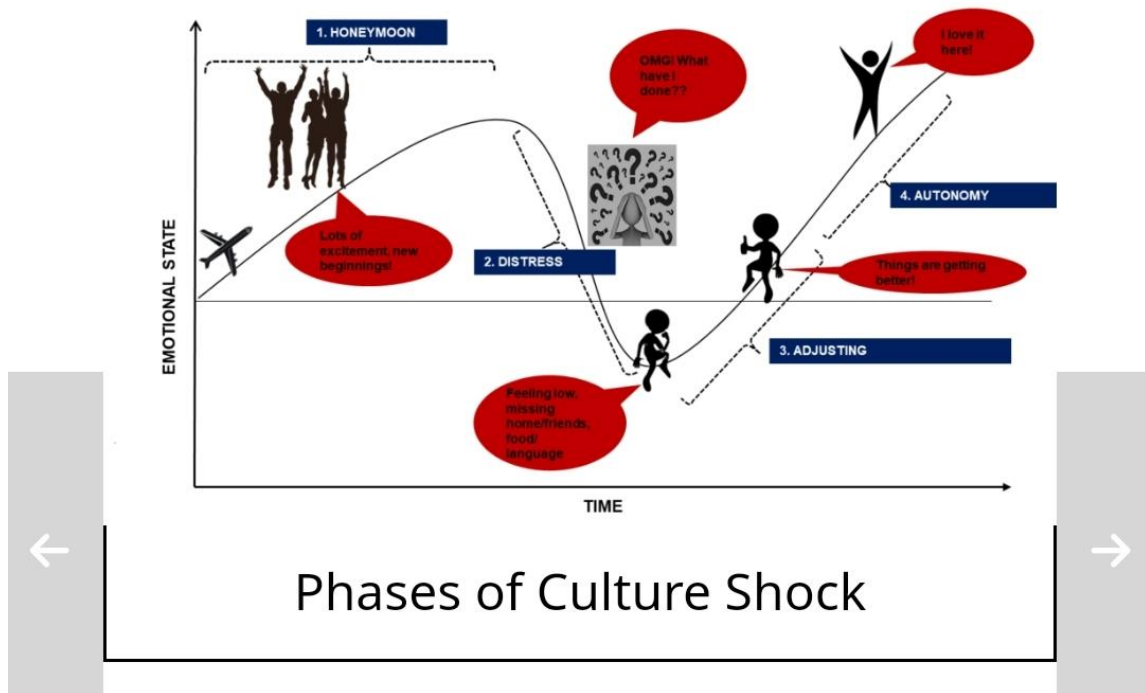 1. HONEYMOON
OMG! What
have I
done??
I love it
here!
4. AUTONOMY
Lots of
excitement, new
beginnings!
2. DISTRESS
Things are getting
better!
EMOTIONAL STATE
3. ADJUSTING
Feeling low,
missing
home/friends,
food/
language
TIME
Phases of Culture Shock